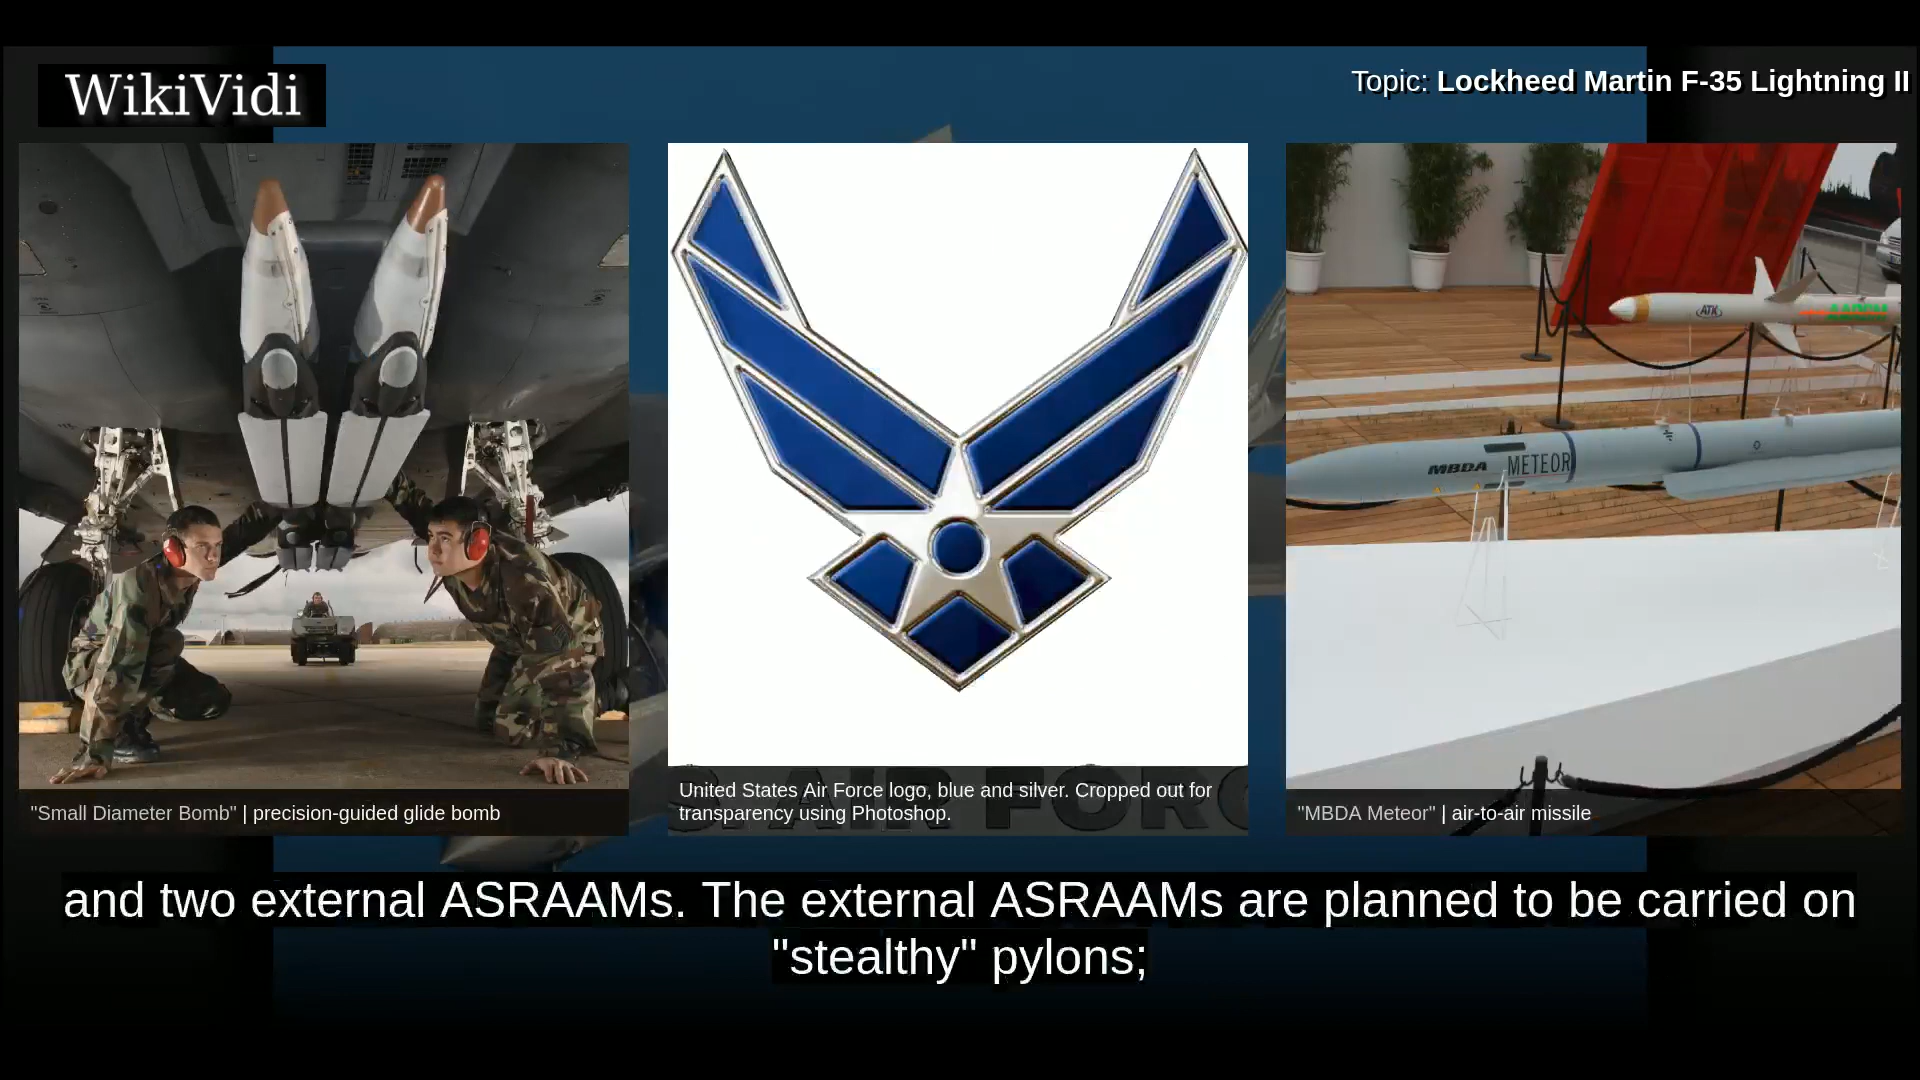 WikiVidi
Topic: Lockheed Martin F-35 Lightning II
ATK
AARGM
MBDA METEOR
"Small Diameter Bomb" | precision-guided glide bomb
United States Air Force logo, blue and silver. Cropped out for
transparency using Photoshop.
"MBDA Meteor" | air-to-air missile
and two external ASRAAMs. The external ASRAAMs are planned to be carried on
"stealthy" pylons;